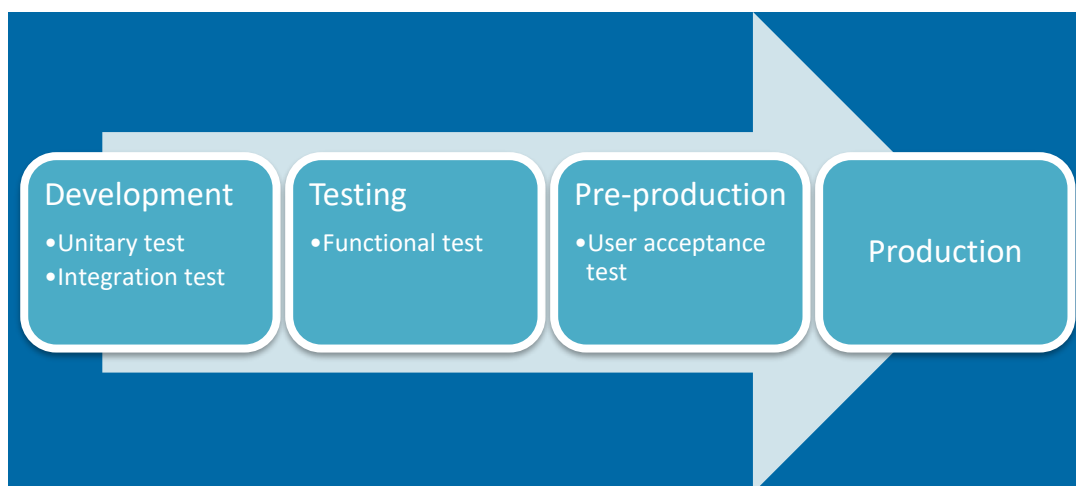 Development
•Unitary test
•Integration test
Testing
•Functional test
Pre-production
•User acceptance
test
Production